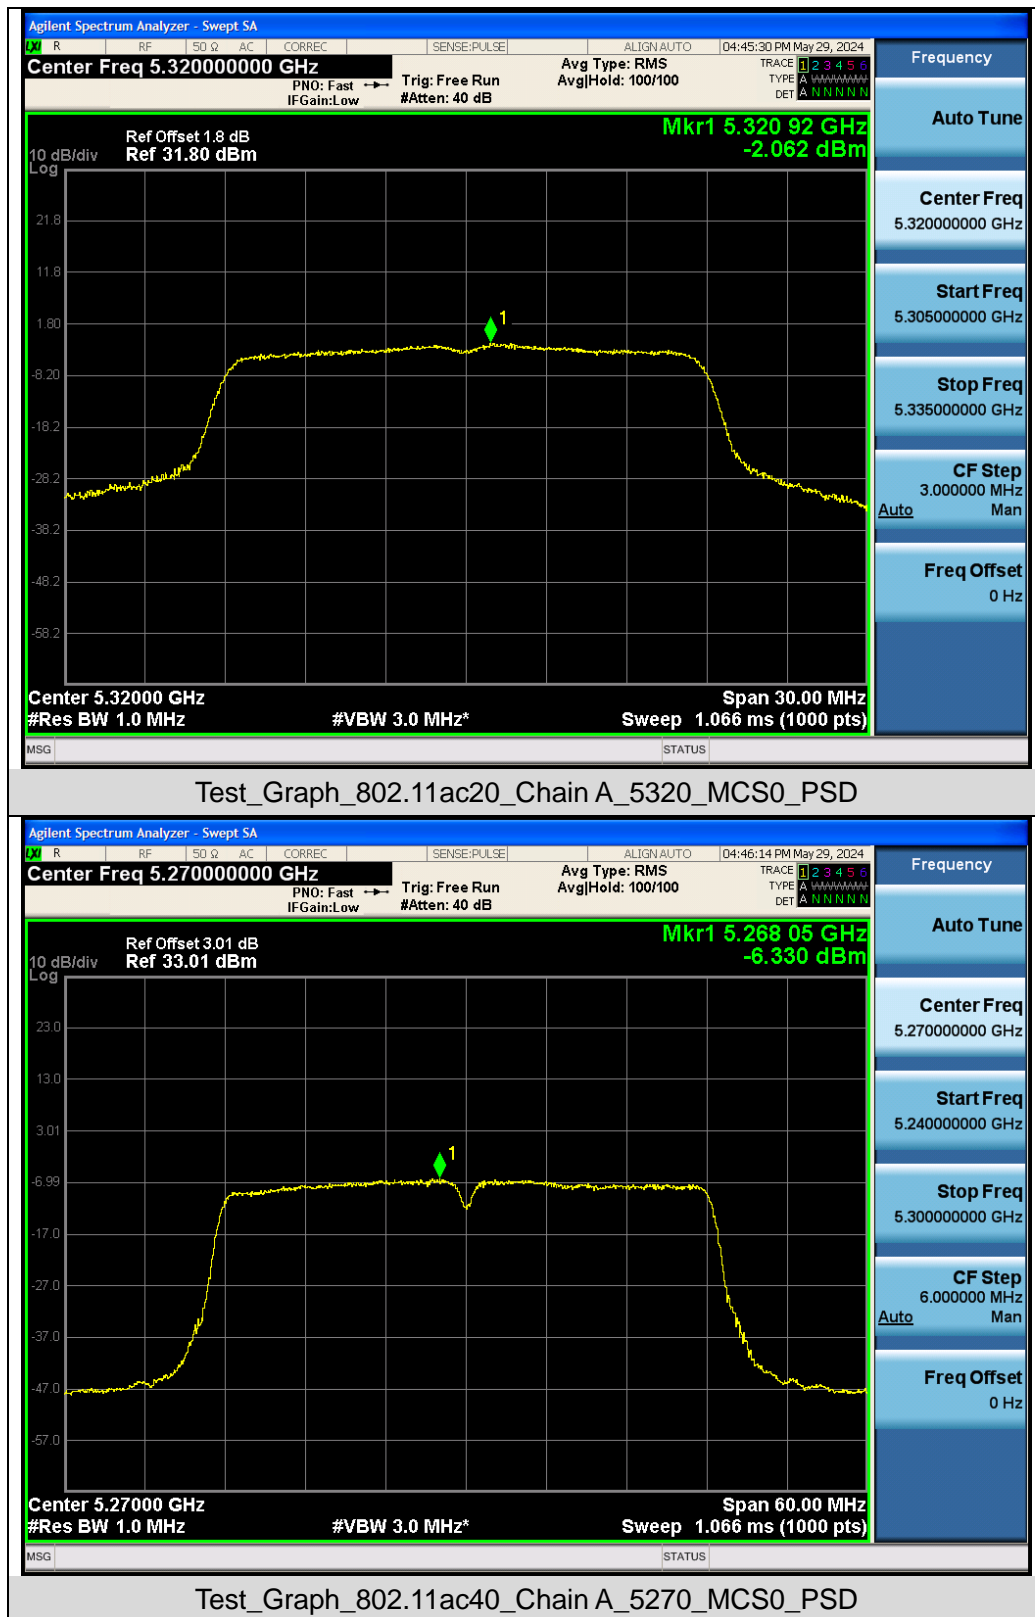 Agilent Spectrum Analyzer - Swept SA
LXI R RF 50 Ω AC CORREC SENSE:PULSE ALIGN AUTO 04:45:30 PM May 29, 2024
Center Freq 5.320000000 GHz
PNO: Fast
IFGain:Low
Trig: Free Run
#Atten: 40 dB
Avg Type: RMS
Avg|Hold: 100/100
TRACE 1 2 3 4 5 6
TYPE A WWWWW
DET A N N N N N
Frequency
Auto Tune
Mkr1 5.320 92 GHz
-2.062 dBm
Ref Offset 1.8 dB
10 dB/div Ref 31.80 dBm
Log
21.8
11.8
1.80
-8.20
-18.2
-28.2
-38.2
-48.2
-58.2
1
Center Freq
5.320000000 GHz
Start Freq
5.305000000 GHz
Stop Freq
5.335000000 GHz
CF Step
3.000000 MHz
Auto Man
Freq Offset
0 Hz
Center 5.32000 GHz Span 30.00 MHz
#Res BW 1.0 MHz #VBW 3.0 MHz* Sweep 1.066 ms (1000 pts)
MSG STATUS
Test_Graph_802.11ac20_Chain A_5320_MCS0_PSD
Agilent Spectrum Analyzer - Swept SA
LXI R RF 50 Ω AC CORREC SENSE:PULSE ALIGN AUTO 04:46:14 PM May 29, 2024
Center Freq 5.270000000 GHz
PNO: Fast
IFGain:Low
Trig: Free Run
#Atten: 40 dB
Avg Type: RMS
Avg|Hold: 100/100
TRACE 1 2 3 4 5 6
TYPE A WWWWW
DET A N N N N N
Frequency
Auto Tune
Mkr1 5.268 05 GHz
-6.330 dBm
Ref Offset 3.01 dB
10 dB/div Ref 33.01 dBm
Log
23.0
13.0
3.01
-6.99
-17.0
-27.0
-37.0
-47.0
-57.0
1
Center Freq
5.270000000 GHz
Start Freq
5.240000000 GHz
Stop Freq
5.300000000 GHz
CF Step
6.000000 MHz
Auto Man
Freq Offset
0 Hz
Center 5.27000 GHz Span 60.00 MHz
#Res BW 1.0 MHz #VBW 3.0 MHz* Sweep 1.066 ms (1000 pts)
MSG STATUS
Test_Graph_802.11ac40_Chain A_5270_MCS0_PSD